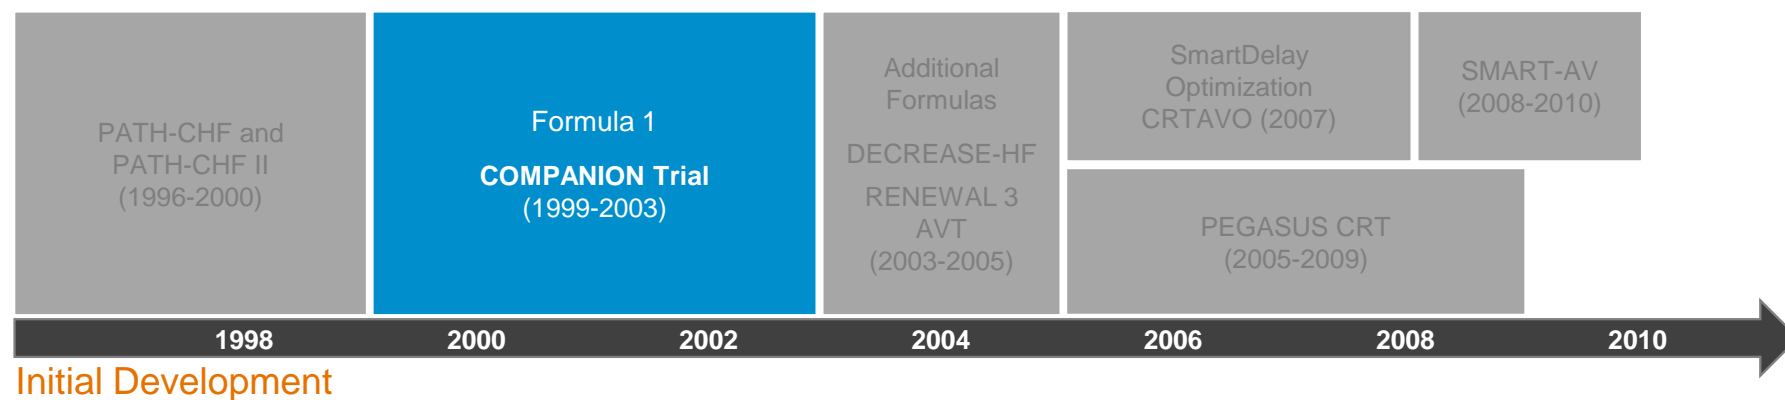 PATH-CHF and
PATH-CHF II
(1996-2000)
Formula 1
COMPANION Trial
(1999-2003)
Additional
Formulas
DECREASE-HF
RENEWAL 3
AVT
(2003-2005)
SmartDelay
Optimization
CRTAVO (2007)
SMART-AV
(2008-2010)
PEGASUS CRT
(2005-2009)
1998 2000 2002 2004 2006 2008 2010
Initial Development